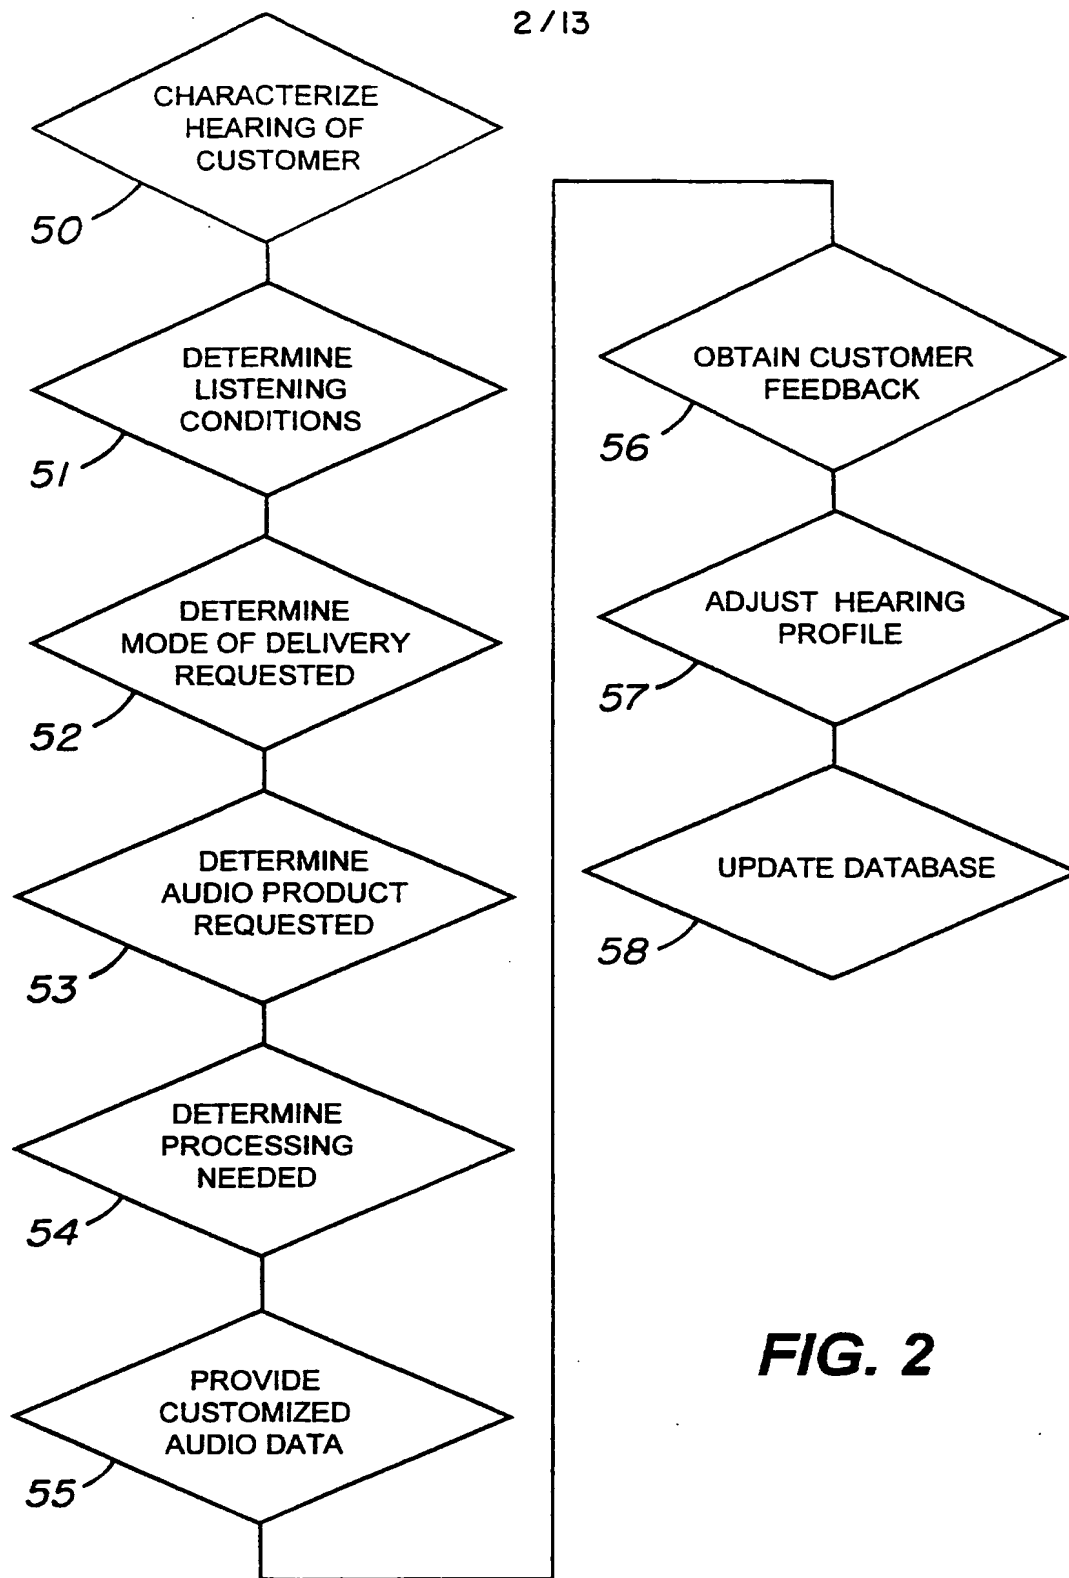 2/13
CHARACTERIZE
HEARING OF
CUSTOMER
50
DETERMINE
LISTENING
CONDITIONS
51
DETERMINE
MODE OF DELIVERY
REQUESTED
52
DETERMINE
AUDIO PRODUCT
REQUESTED
53
DETERMINE
PROCESSING
NEEDED
54
PROVIDE
CUSTOMIZED
AUDIO DATA
55
OBTAIN CUSTOMER
FEEDBACK
56
ADJUST HEARING
PROFILE
57
UPDATE DATABASE
58
FIG. 2